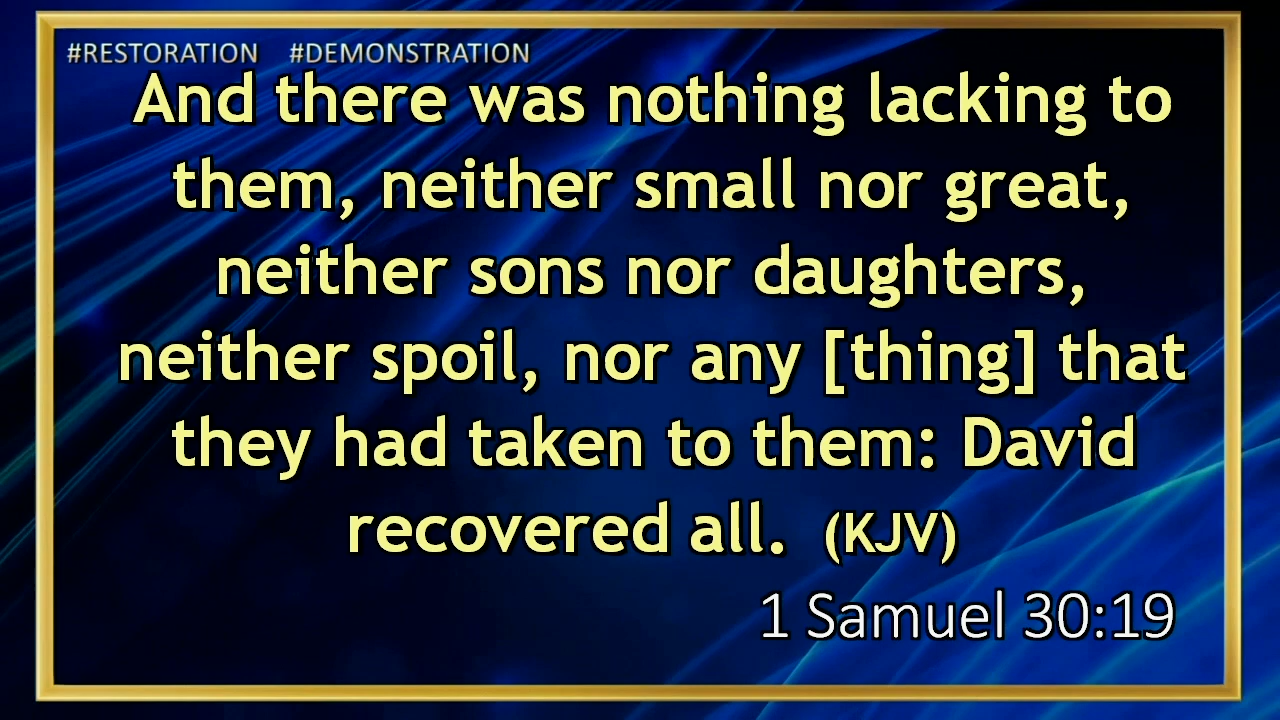 #RESTORATION #DEMONSTRATION
And there was nothing lacking to
them, neither small nor great,
neither sons nor daughters,
neither spoil, nor any [thing] that
they had taken to them: David
recovered all. (KJV)
1 Samuel 30:19